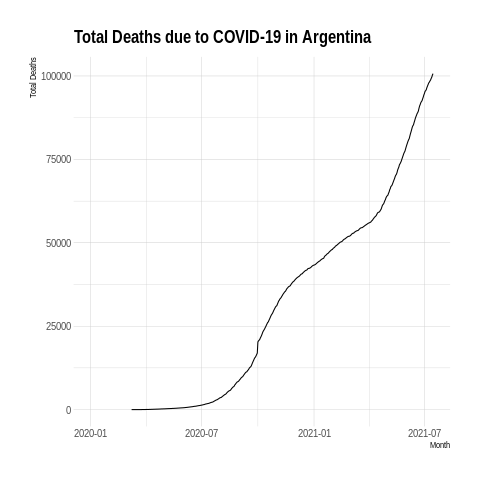 Total Deaths due to COVID-19 in Argentina
Total Deaths
100000
75000
50000
25000
0
2020-01 2020-07 2021-01 2021-07
Month